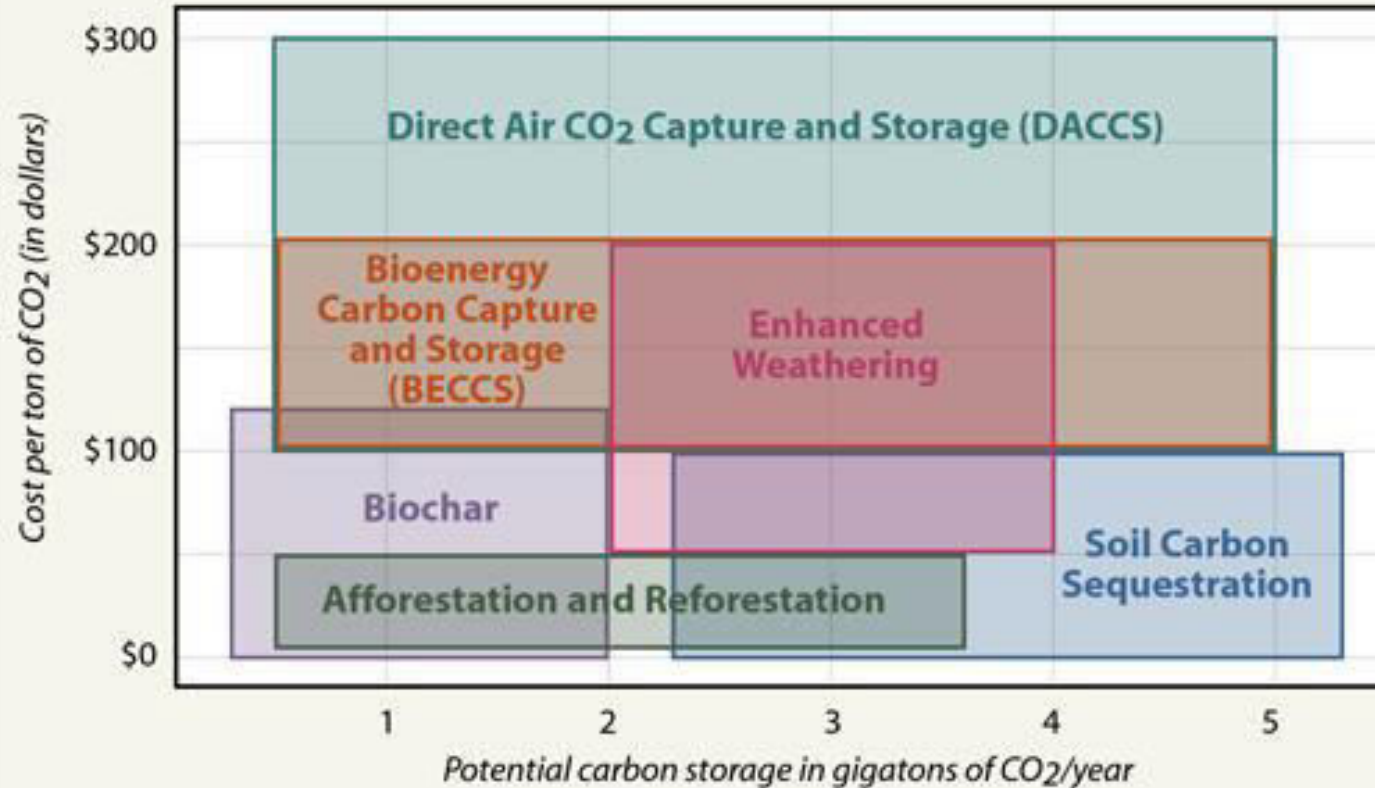 Cost per ton of CO2 (in dollars)
$300
$200
$100
$0
Direct Air CO2 Capture and Storage (DACCS)
Bioenergy
Carbon Capture
and Storage
(BECCS)
Enhanced
Weathering
Biochar
Soil Carbon
Sequestration
Afforestation and Reforestation
1 2 3 4 5
Potential carbon storage in gigatons of CO2/year